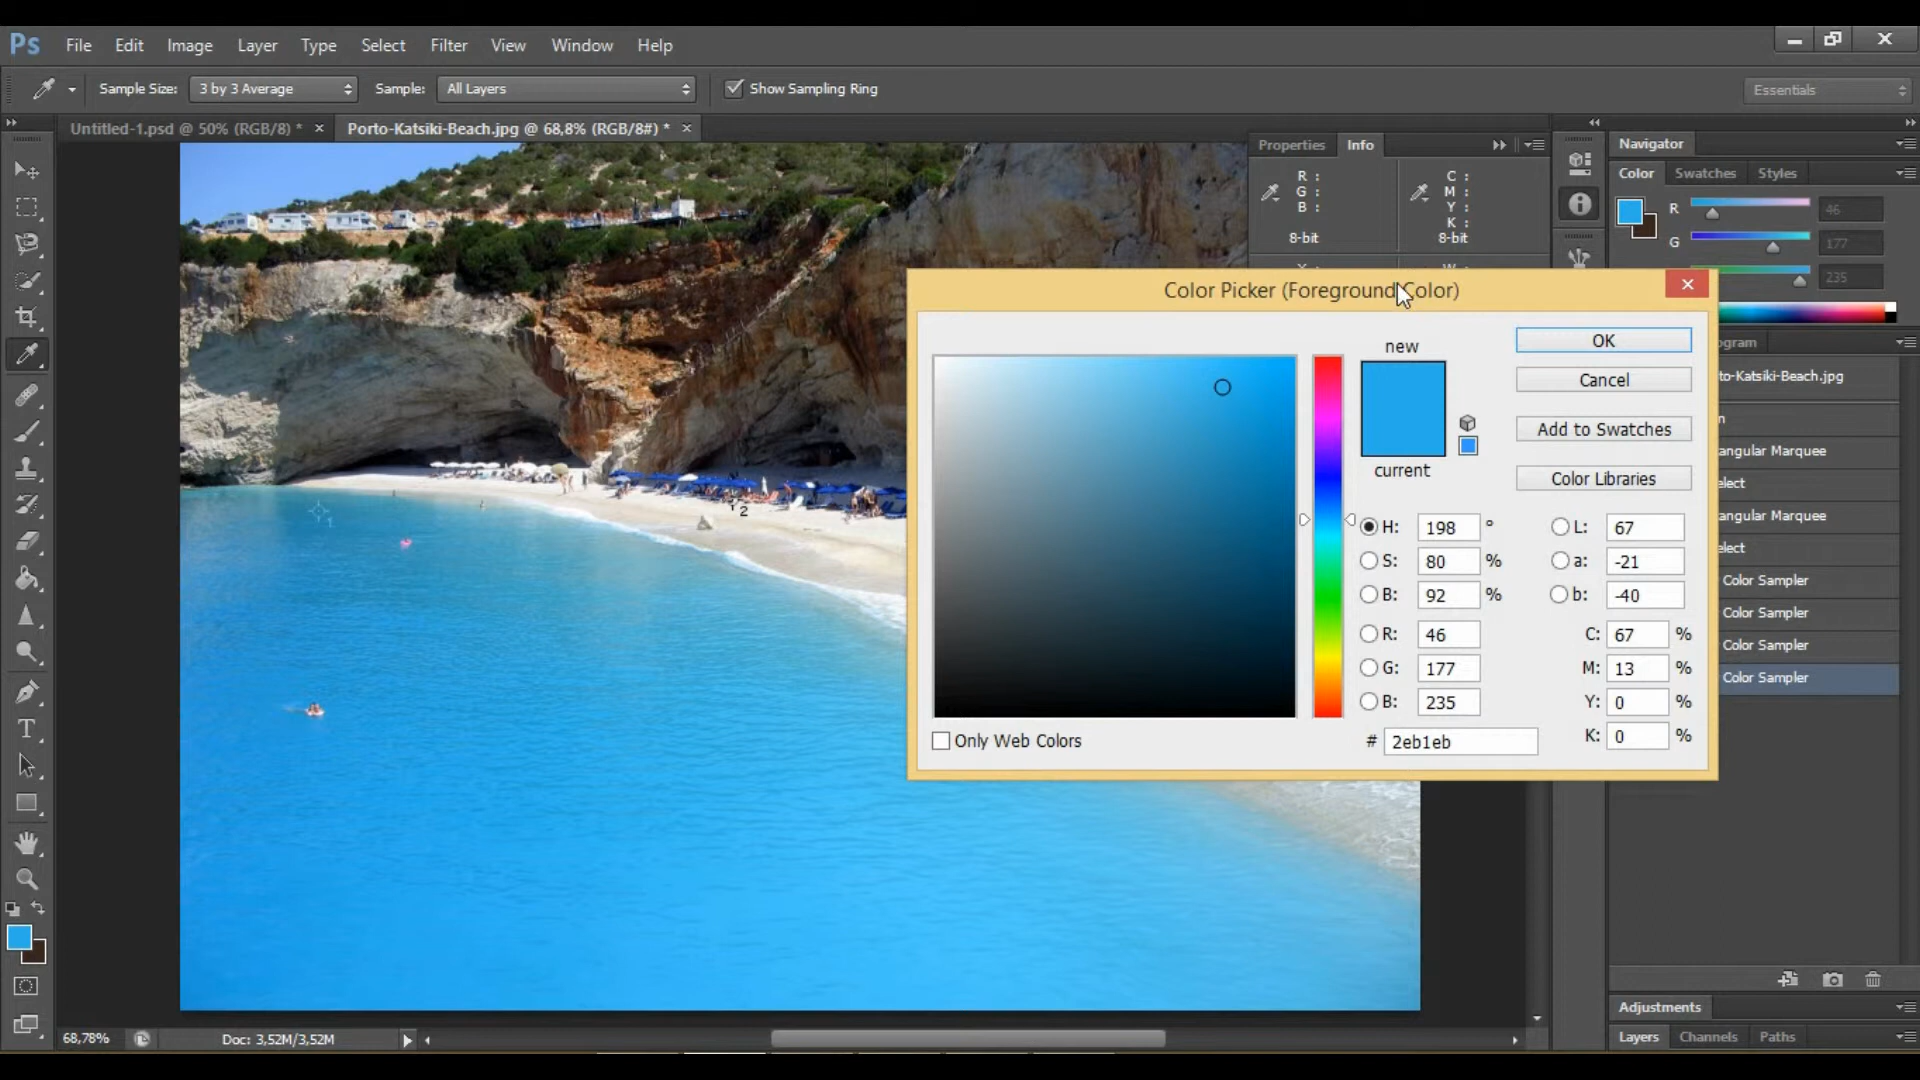 Ps File Edit Image Layer Type Select Filter View Window Help
Sample Size: 3 by 3 Average Sample: All Layers Show Sampling Ring Essentials
Untitled-1.psd @ 50% (RGB/8) * × Porto-Katsiki-Beach.jpg @ 68,8% (RGB/8#) * ×
Properties Info
Navigator
Color Swatches Styles
R :
G :
B :
8-bit
C :
M :
Y :
K :
8-bit
R 46
G 177
235
Color Picker (Foreground Color)
new
current
OK
Cancel
Add to Swatches
Color Libraries
H: 198 °
S: 80 %
B: 92 %
R: 46
G: 177
B: 235
# 2eb1eb
L: 67
a: -21
b: -40
C: 67 %
M: 13 %
Y: 0 %
K: 0 %
Only Web Colors
ogram
to-Katsiki-Beach.jpg
n
angular Marquee
lect
angular Marquee
lect
Color Sampler
Color Sampler
Color Sampler
Color Sampler
1
2
T
Adjustments
Layers Channels Paths
68,78% Doc: 3,52M/3,52M